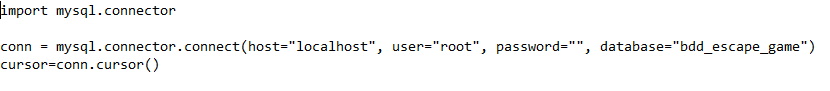 import mysql.connector
conn = mysql.connector.connect(host="localhost", user="root", password="", database="bdd_escape_game")
cursor=conn.cursor()